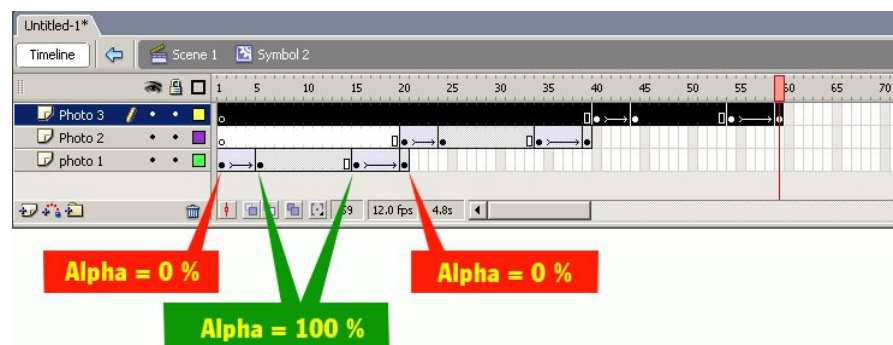 Untitled-1*
Timeline Scene 1 Symbol 2
1 5 10 15 20 25 30 35 40 45 50 55 60 65 70
Photo 3
Photo 2
photo 1
59 12.0 fps 4.8s
Alpha = 0 % Alpha = 0 %
Alpha = 100 %